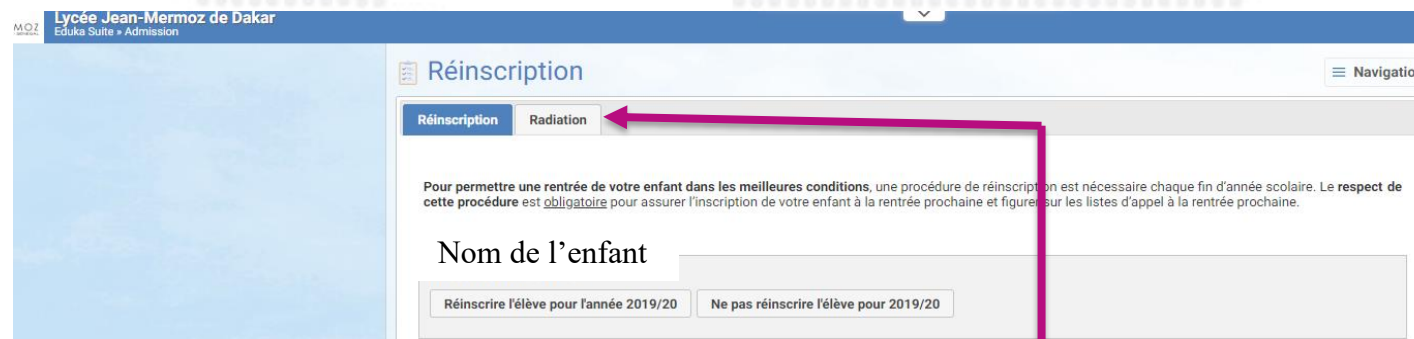 Lycée Jean-Mermoz de Dakar
MOZ
Eduka Suite » Admission
Réinscription
Navigatio
Réinscription Radiation
Pour permettre une rentrée de votre enfant dans les meilleures conditions, une procédure de réinscription est nécessaire chaque fin d'année scolaire. Le respect de
cette procédure est obligatoire pour assurer l'inscription de votre enfant à la rentrée prochaine et figurer sur les listes d'appel à la rentrée prochaine.
Nom de l'enfant
Réinscrire l'élève pour l'année 2019/20 Ne pas réinscrire l'élève pour 2019/20